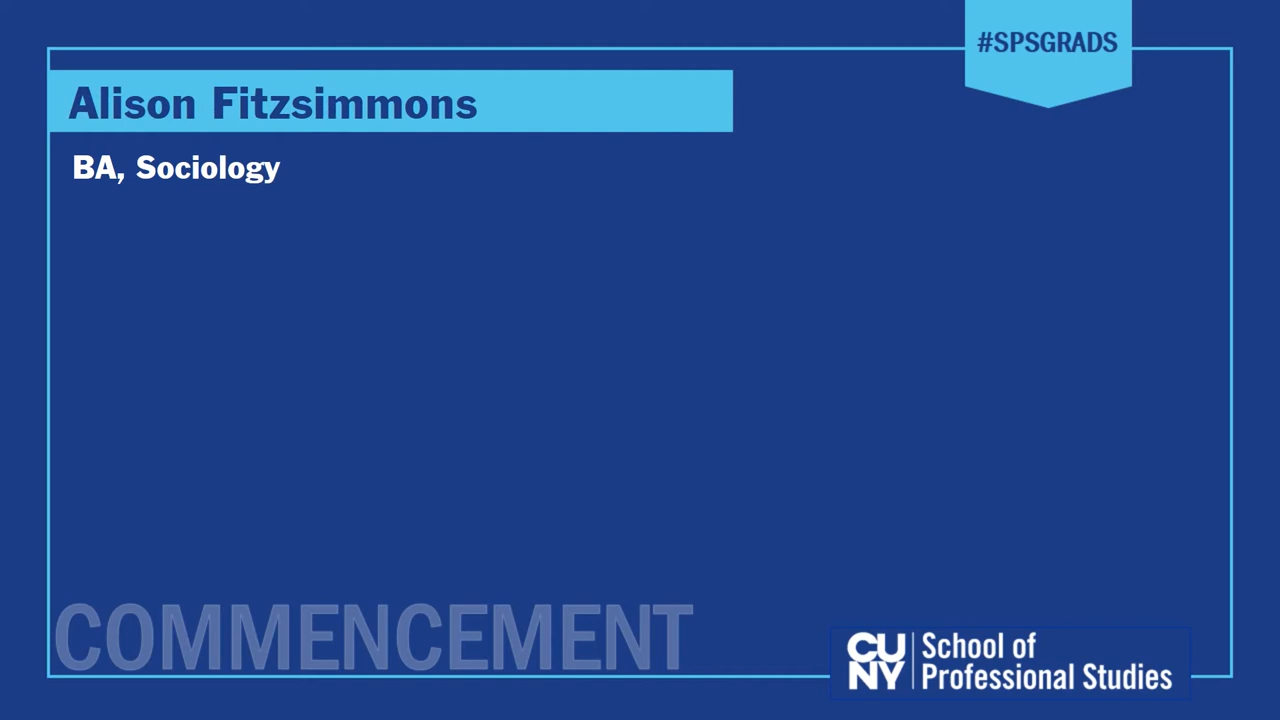 #SPSGRADS
Alison Fitzsimmons
BA, Sociology
COMMENCEMENT
CU
NY
School of
Professional Studies